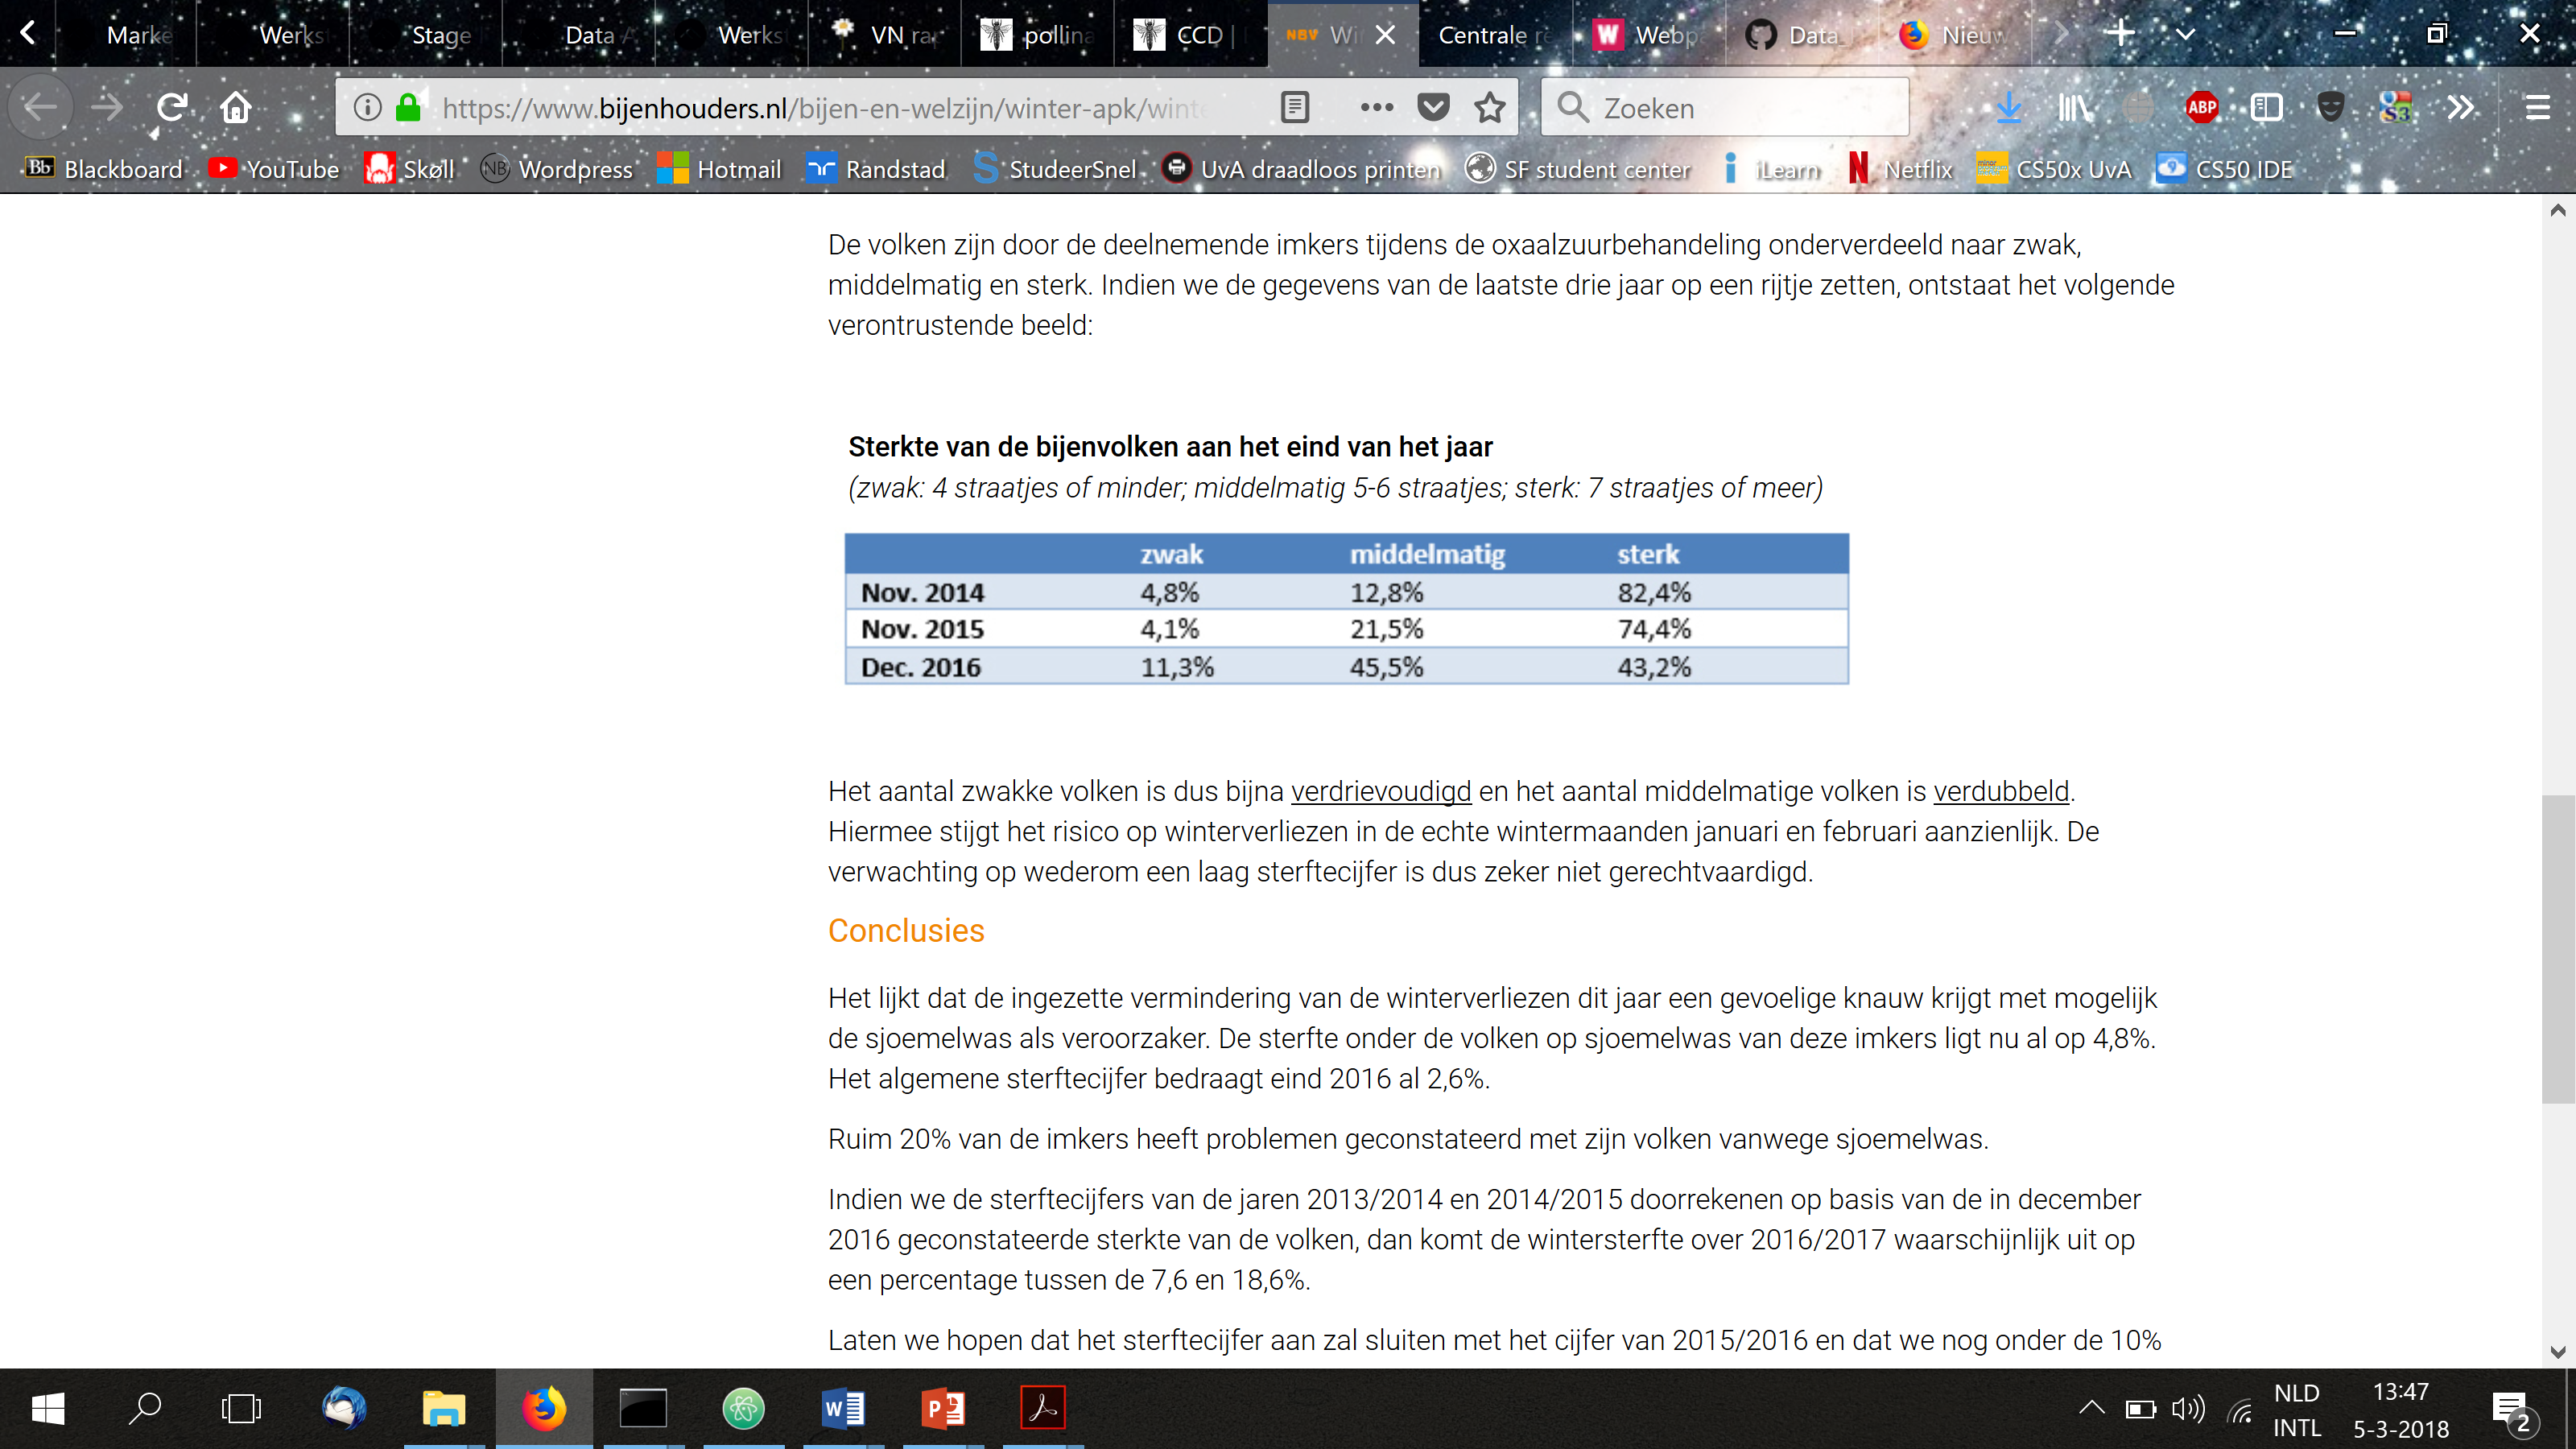 Marke Werks Stage Data A Werks VN ra pollina CCD | NBV Wi Centrale re W Webpa Data_ Nieuw
https://www.bijenhouders.nl/bijen-en-welzijn/winter-apk/winte Zoeken ABP
Bb Blackboard YouTube Skøll NB Wordpress Hotmail Randstad S StudeerSnel UvA draadloos printen SF student center iLearn N Netflix CS50x UvA CS50 IDE
De volken zijn door de deelnemende imkers tijdens de oxaalzuurbehandeling onderverdeeld naar zwak,
middelmatig en sterk. Indien we de gegevens van de laatste drie jaar op een rijtje zetten, ontstaat het volgende
verontrustende beeld:
Sterkte van de bijenvolken aan het eind van het jaar
(zwak: 4 straatjes of minder; middelmatig 5-6 straatjes; sterk: 7 straatjes of meer)
zwak middelmatig sterk
Nov. 2014 4,8% 12,8% 82,4%
Nov. 2015 4,1% 21,5% 74,4%
Dec. 2016 11,3% 45,5% 43,2%
Het aantal zwakke volken is dus bijna verdrievoudigd en het aantal middelmatige volken is verdubbeld.
Hiermee stijgt het risico op winterverliezen in de echte wintermaanden januari en februari aanzienlijk. De
verwachting op wederom een laag sterftecijfer is dus zeker niet gerechtvaardigd.
Conclusies
Het lijkt dat de ingezette vermindering van de winterverliezen dit jaar een gevoelige knauw krijgt met mogelijk
de sjoemelwas als veroorzaker. De sterfte onder de volken op sjoemelwas van deze imkers ligt nu al op 4,8%.
Het algemene sterftecijfer bedraagt eind 2016 al 2,6%.
Ruim 20% van de imkers heeft problemen geconstateerd met zijn volken vanwege sjoemelwas.
Indien we de sterftecijfers van de jaren 2013/2014 en 2014/2015 doorrekenen op basis van de in december
2016 geconstateerde sterkte van de volken, dan komt de wintersterfte over 2016/2017 waarschijnlijk uit op
een percentage tussen de 7,6 en 18,6%.
Laten we hopen dat het sterftecijfer aan zal sluiten met het cijfer van 2015/2016 en dat we nog onder de 10%
NLD 13:47
INTL 5-3-2018 2